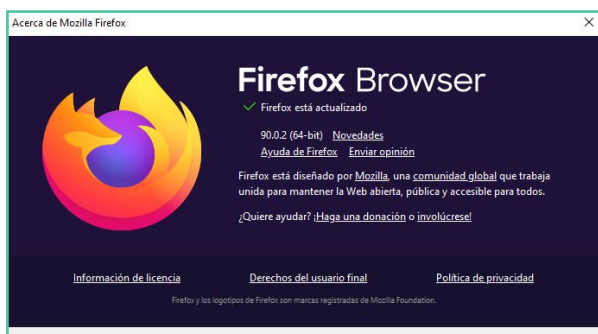 Acerca de Mozilla Firefox
Firefox Browser
Firefox está actualizado
90.0.2 (64-bit) Novedades
Ayuda de Firefox Enviar opinión
Firefox está diseñado por Mozilla, una comunidad global que trabaja
unida para mantener la Web abierta, pública y accesible para todos.
¿Quiere ayudar? ¡Haga una donación o involúcrese!
Información de licencia Derechos del usuario final Política de privacidad
Firefox y los logotipos de Firefox son marcas registradas de Mozilla Foundation.